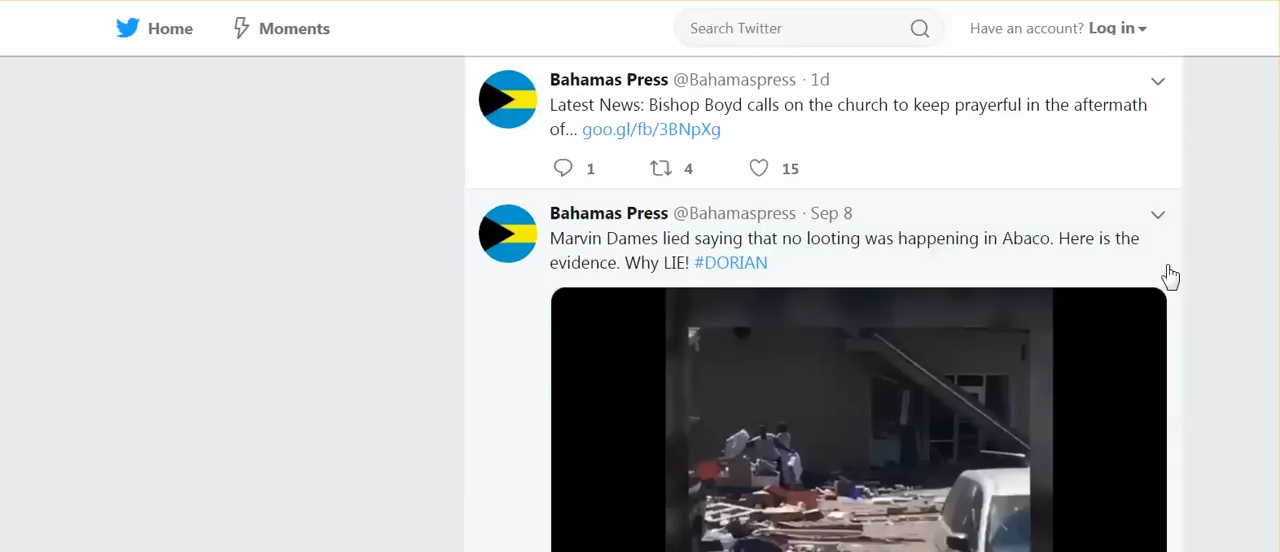 Home Moments Search Twitter Have an account? Log in
Bahamas Press @Bahamaspress · 1d
Latest News: Bishop Boyd calls on the church to keep prayerful in the aftermath
of... goo.gl/fb/3BNpXg
1 4 15
Bahamas Press @Bahamaspress · Sep 8
Marvin Dames lied saying that no looting was happening in Abaco. Here is the
evidence. Why LIE! #DORIAN